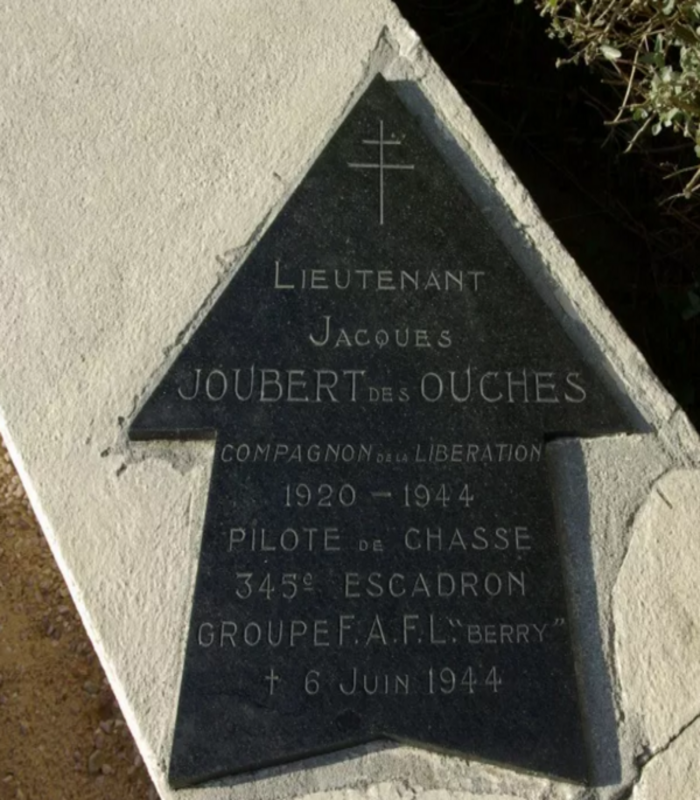 LIEUTENANT
JACQUES
JOUBERT DES OUCHES
COMPAGNON DE LA LIBERATION
1920 – 1944
PILOTE DE CHASSE
345e ESCADRON
GROUPE F.A.F.L. "BERRY"
† 6 JUIN 1944